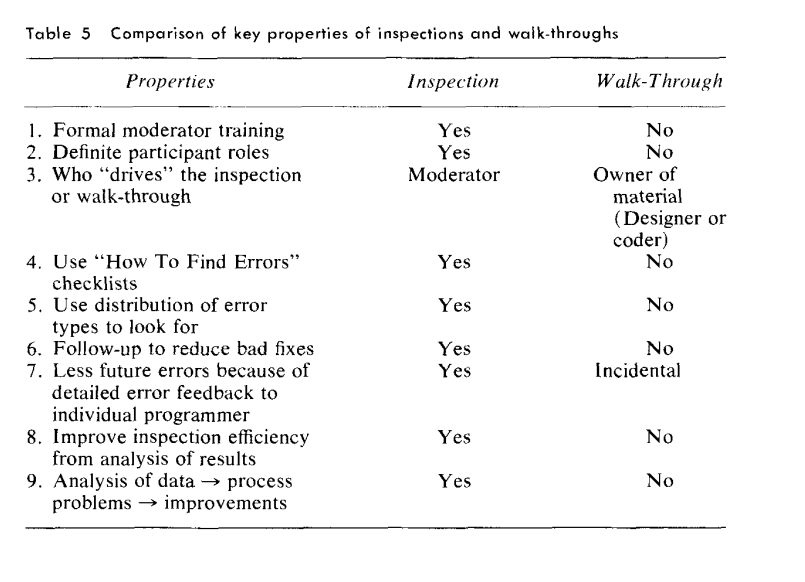 Table 5 Comparison of key properties of inspections and walk-throughs
Properties Inspection Walk-Through
1. Formal moderator training Yes No
2. Definite participant roles Yes No
3. Who “drives” the inspection Moderator Owner of
or walk-through material
(Designer or
coder)
4. Use “How To Find Errors” Yes No
checklists
5. Use distribution of error Yes No
types to look for
6. Follow-up to reduce bad fixes Yes No
7. Less future errors because of Yes Incidental
detailed error feedback to
individual programmer
8. Improve inspection efficiency Yes No
from analysis of results
9. Analysis of data → process Yes No
problems → improvements